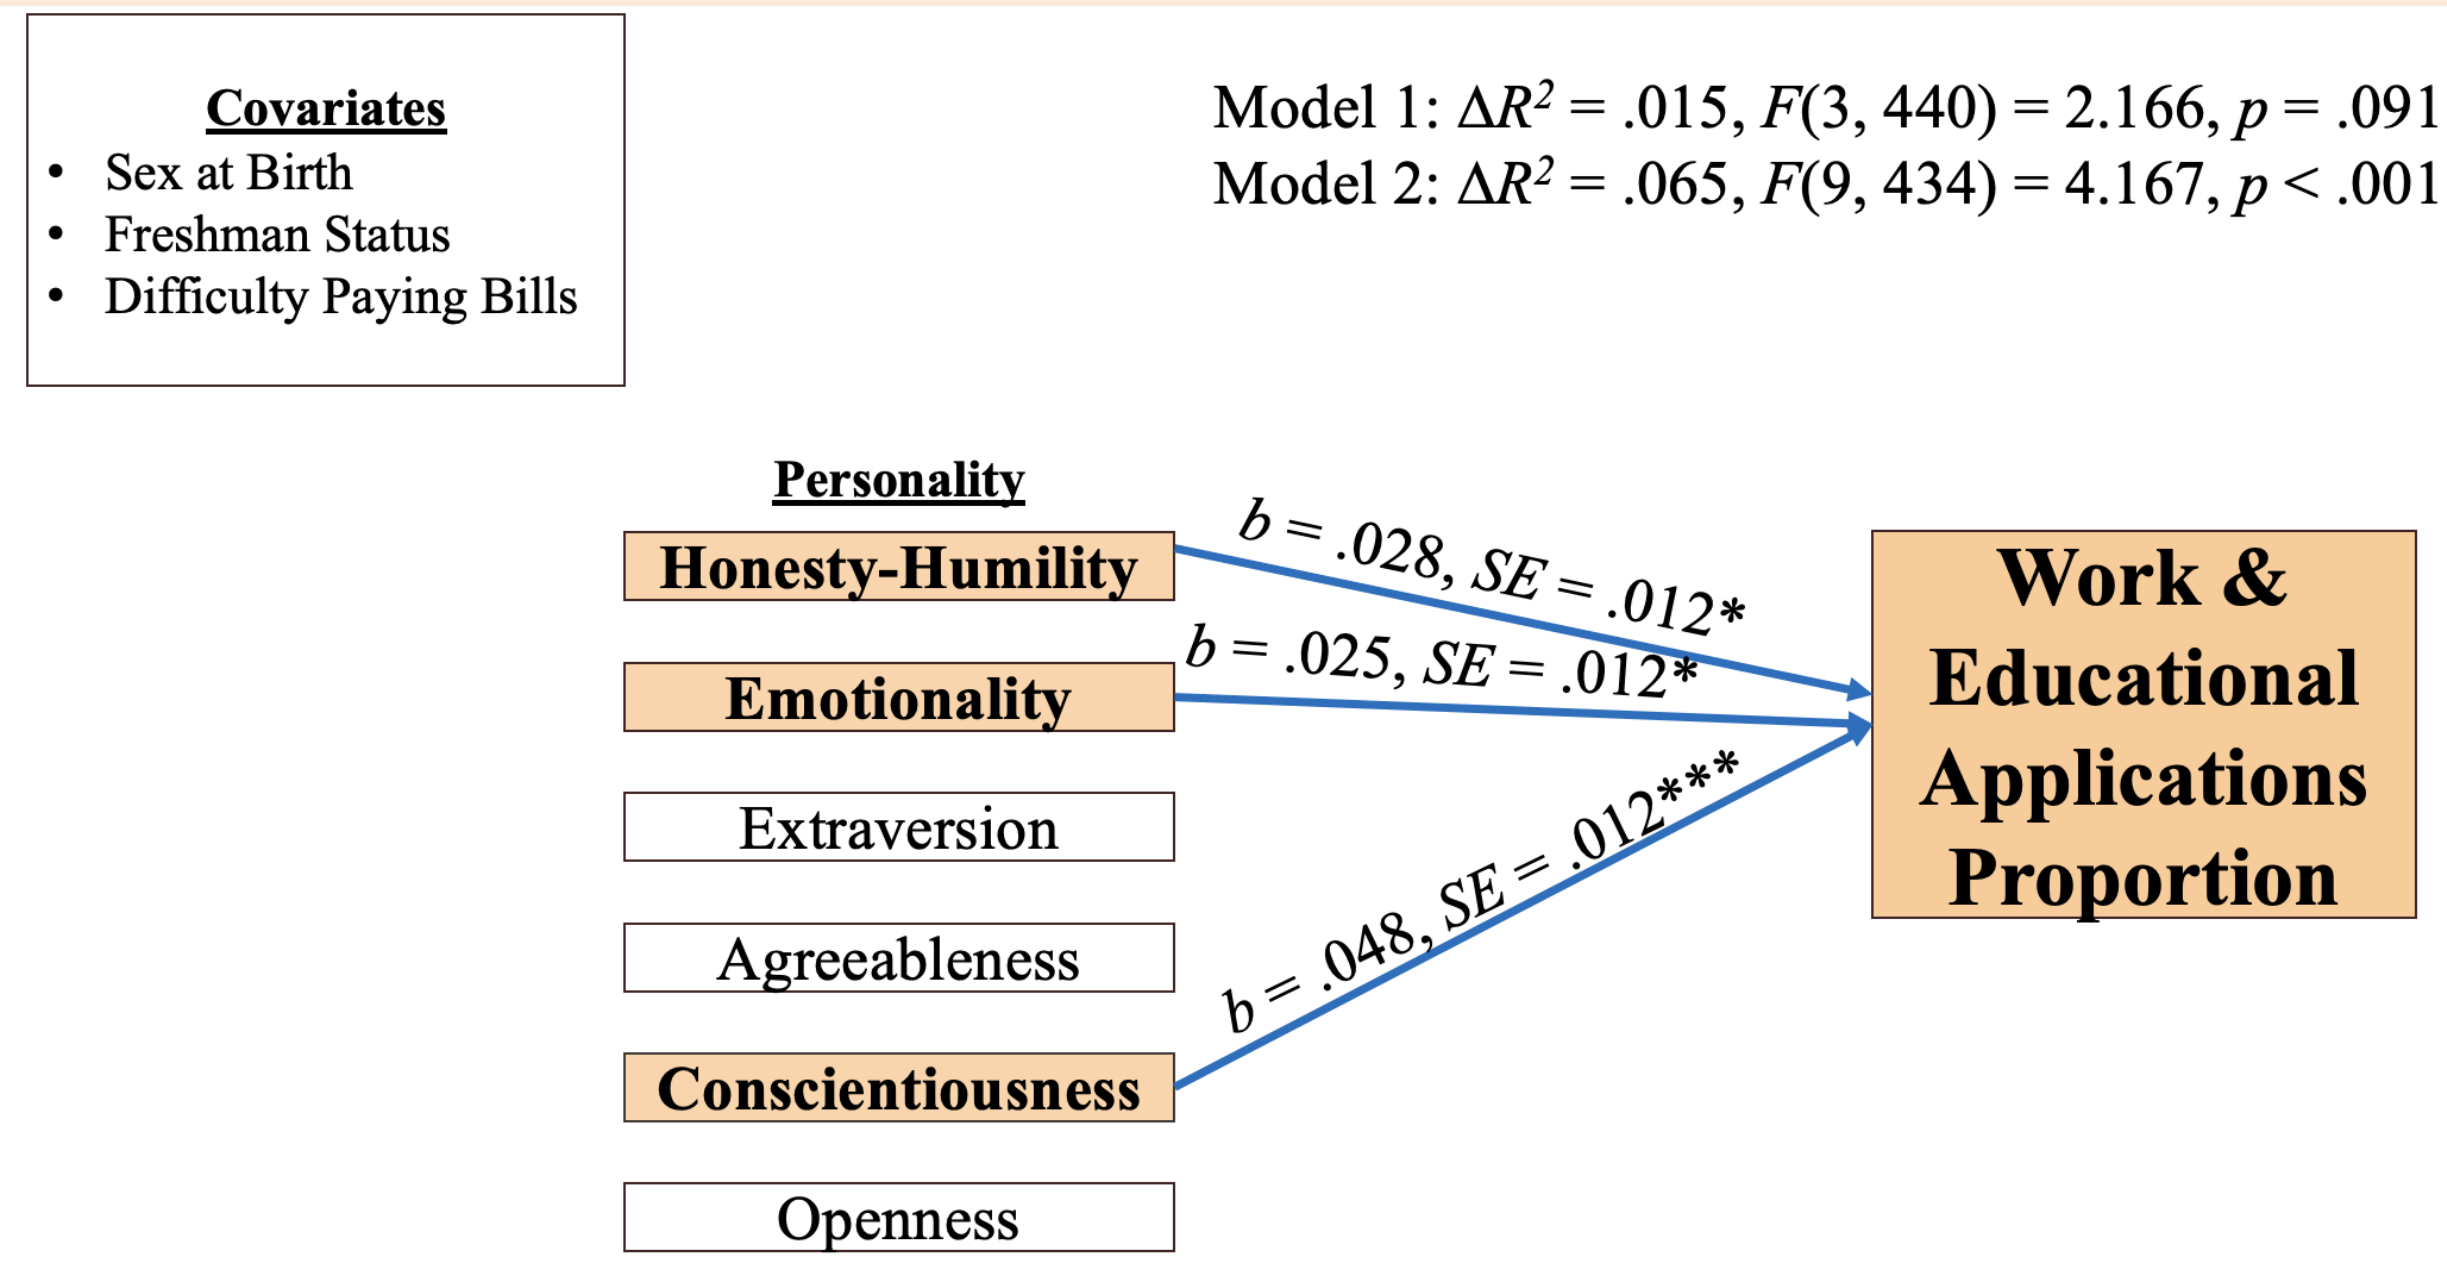 Covariates
• Sex at Birth
• Freshman Status
• Difficulty Paying Bills
Model 1: ΔR² = .015, F(3, 440) = 2.166, p = .091
Model 2: ΔR² = .065, F(9, 434) = 4.167, p < .001
Personality
Honesty-Humility
Emotionality
Extraversion
Agreeableness
Conscientiousness
Openness
b = .028, SE = .012*
b = .025, SE = .012*
b = .048, SE = .012***
Work &
Educational
Applications
Proportion